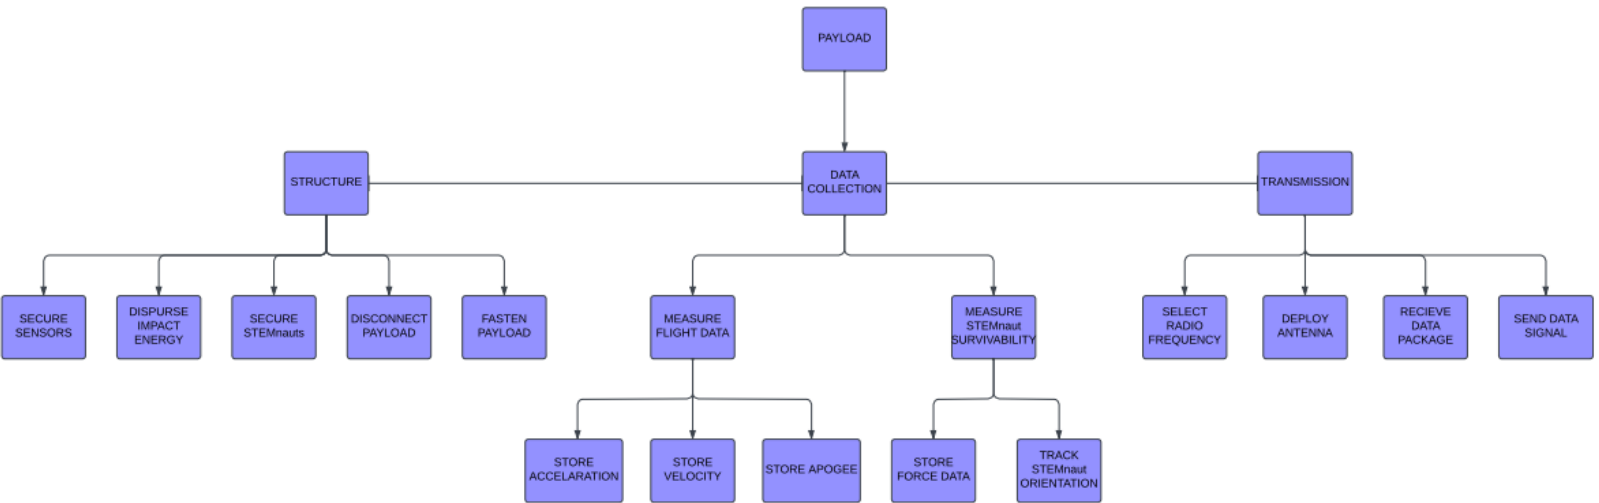 PAYLOAD
STRUCTURE
DATA
COLLECTION
TRANSMISSION
SECURE
SENSORS
DISPURSE
IMPACT
ENERGY
SECURE
STEMnauts
DISCONNECT
PAYLOAD
FASTEN
PAYLOAD
MEASURE
FLIGHT DATA
MEASURE
STEMnaut
SURVIVABILITY
SELECT
RADIO
FREQUENCY
DEPLOY
ANTENNA
RECIEVE
DATA
PACKAGE
SEND DATA
SIGNAL
STORE
ACCELARATION
STORE
VELOCITY
STORE APOGEE
STORE
FORCE DATA
TRACK
STEMnaut
ORIENTATION